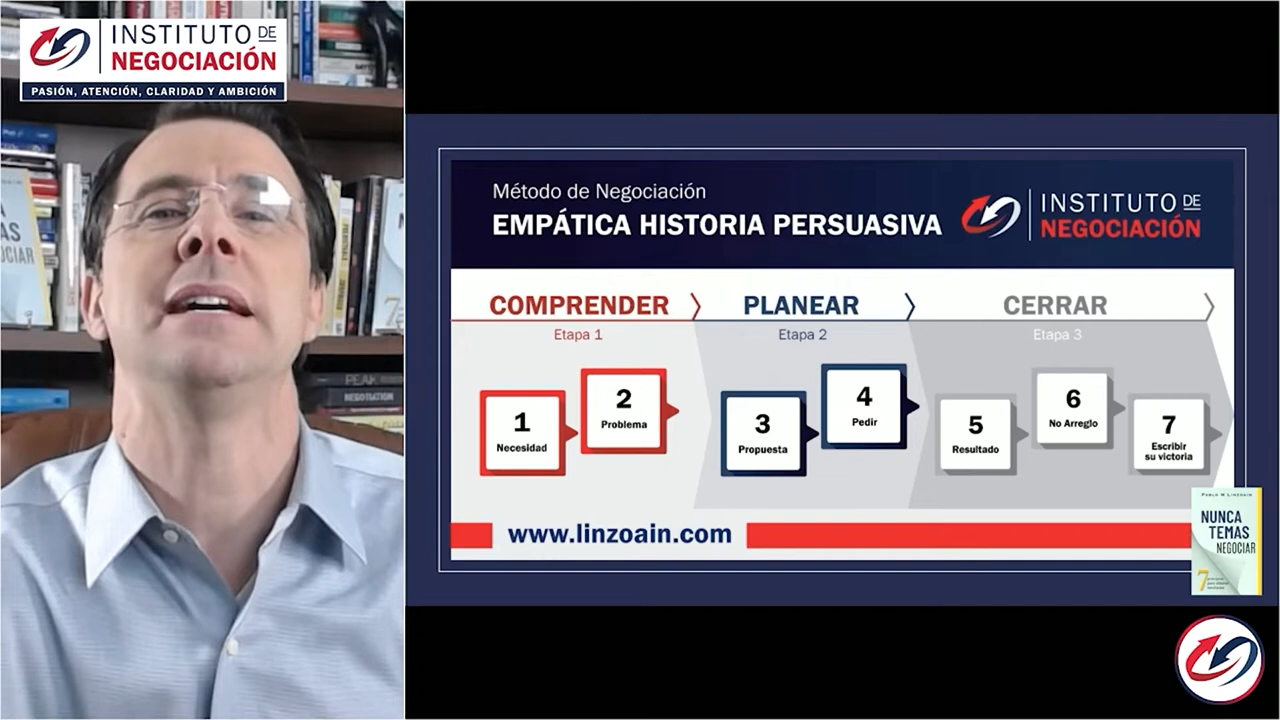 INSTITUTO DE
NEGOCIACIÓN
PASIÓN, ATENCIÓN, CLARIDAD Y AMBICIÓN
TEMAS
PEAK
NEGOTIATION
Método de Negociación
EMPÁTICA HISTORIA PERSUASIVA
INSTITUTO DE
NEGOCIACIÓN
COMPRENDER
PLANEAR
CERRAR
Etapa 1
Etapa 2
Etapa 3
1
Necesidad
2
Problema
3
Propuesta
4
Pedir
5
Resultado
6
No Arreglo
7
Escribir
su victoria
www.linzoain.com
NUNCA
TEMAS
NEGOCIAR
7